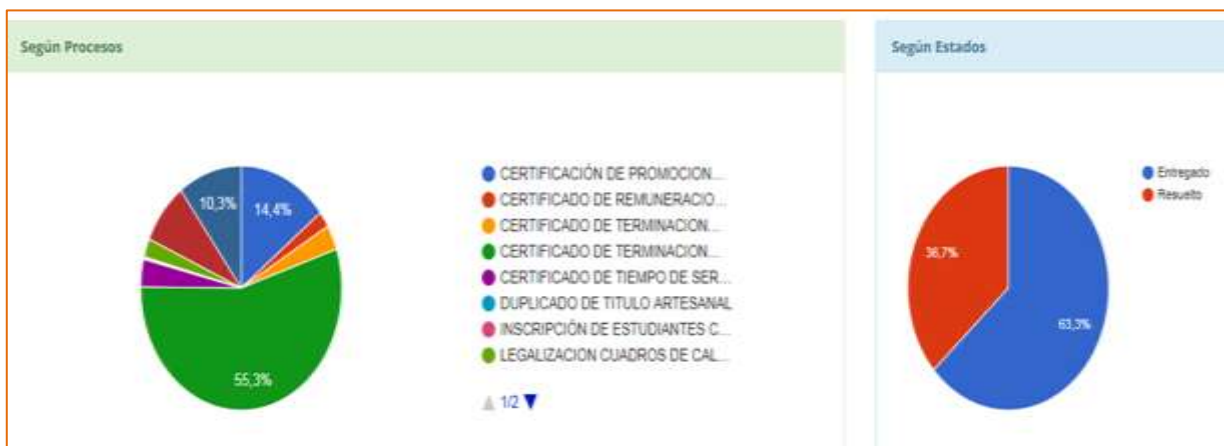 Según Procesos
10,3%
14,4%
55,3%
CERTIFICACIÓN DE PROMOCION...
CERTIFICADO DE REMUNERACIO...
CERTIFICADO DE TERMINACION...
CERTIFICADO DE TERMINACION...
CERTIFICADO DE TIEMPO DE SER...
DUPLICADO DE TITULO ARTESANAL
INSCRIPCIÓN DE ESTUDIANTES C...
LEGALIZACION CUADROS DE CAL...
1/2
Según Estados
36,7%
63,3%
Entregado
Resuelto